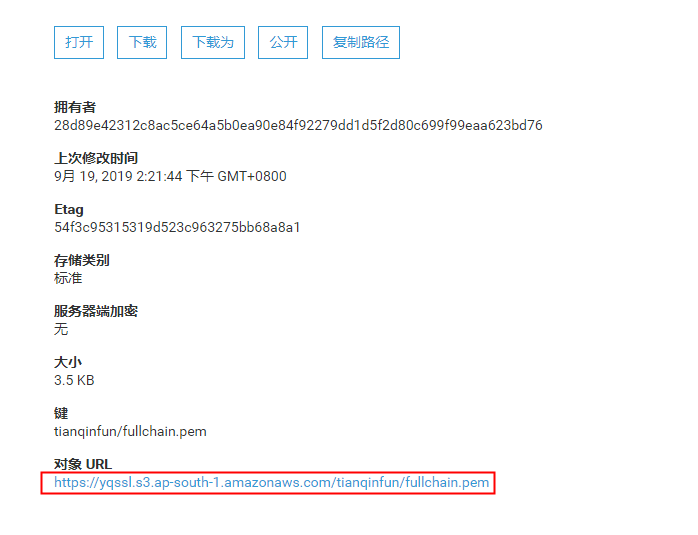 打开 下载 下载为 公开 复制路径
拥有者
28d89e42312c8ac5ce64a5b0ea90e84f92279dd1d5f2d80c699f99eaa623bd76
上次修改时间
9月 19, 2019 2:21:44 下午 GMT+0800
Etag
54f3c95315319d523c963275bb68a8a1
存储类别
标准
服务器端加密
无
大小
3.5 KB
键
tianqinfun/fullchain.pem
对象 URL
https://yqssl.s3.ap-south-1.amazonaws.com/tianqinfun/fullchain.pem